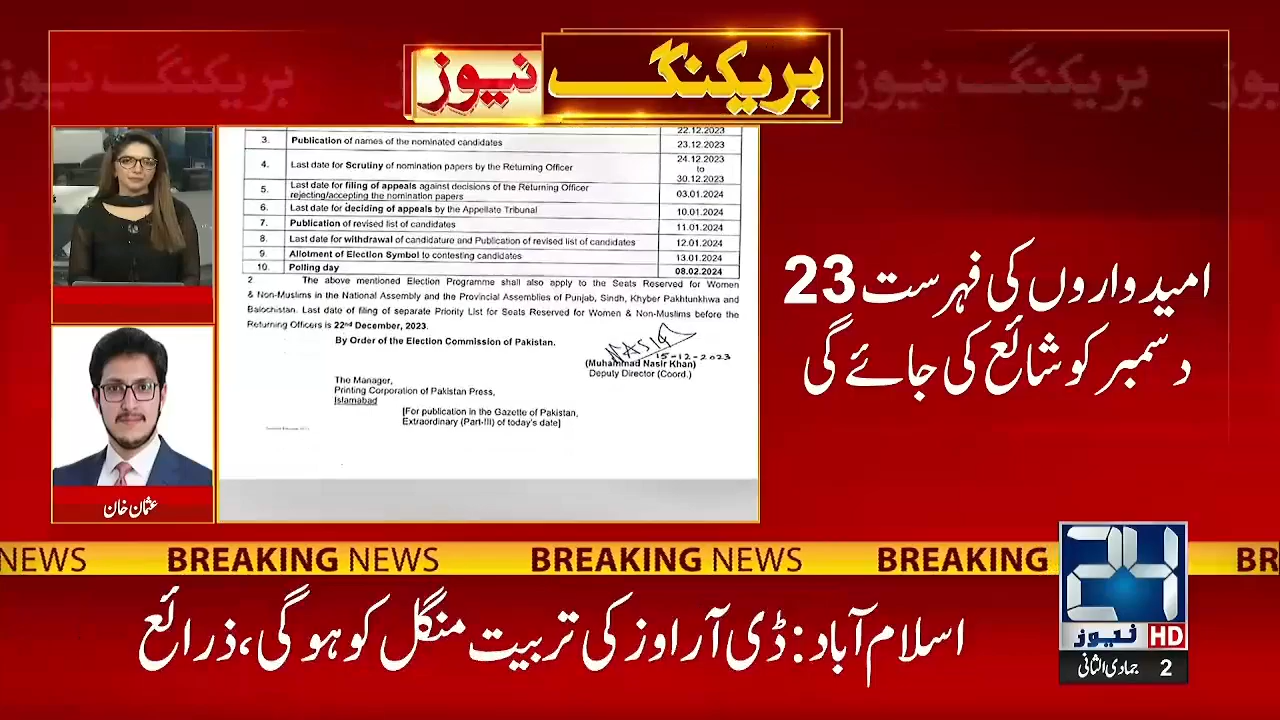 بریکنگ نیوز
22.12.2023
3. Publication of names of the nominated candidates 23.12.2023
4. Last date for Scrutiny of nomination papers by the Returning Officer 24.12.2023
to
30.12.2023
5. Last date for filing of appeals against decisions of the Returning Officer
rejecting/accepting the nomination papers 03.01.2024
6. Last date for deciding of appeals by the Appellate Tribunal 10.01.2024
7. Publication of revised list of candidates 11.01.2024
8. Last date for withdrawal of candidature and Publication of revised list of candidates 12.01.2024
9. Allotment of Election Symbol to contesting candidates 13.01.2024
10. Polling day 08.02.2024
2. The above mentioned Election Programme shall also apply to the Seats Reserved for Women
& Non-Muslims in the National Assembly and the Provincial Assemblies of Punjab, Sindh, Khyber Pakhtunkhwa and
Balochistan. Last date of filing of separate Priority List for Seats Reserved for Women & Non-Muslims before the
Returning Officers is 22nd December, 2023.
By Order of the Election Commission of Pakistan.
NASIR
15-12-2023
(Muhammad Nasir Khan)
Deputy Director (Coord.)
The Manager,
Printing Corporation of Pakistan Press,
Islamabad
[For publication in the Gazette of Pakistan,
Extraordinary (Part-III) of today's date]
امیدواروں کی فہرست 23
دسمبر کو شائع کی جائے گی
عثمان خان
NEWS BREAKING NEWS BREAKING NEWS BREAKING BR
اسلام آباد: ڈی آر اوز کی تربیت منگل کو ہوگی، ذرائع
24
نیوز HD
2 جمادی الثانی